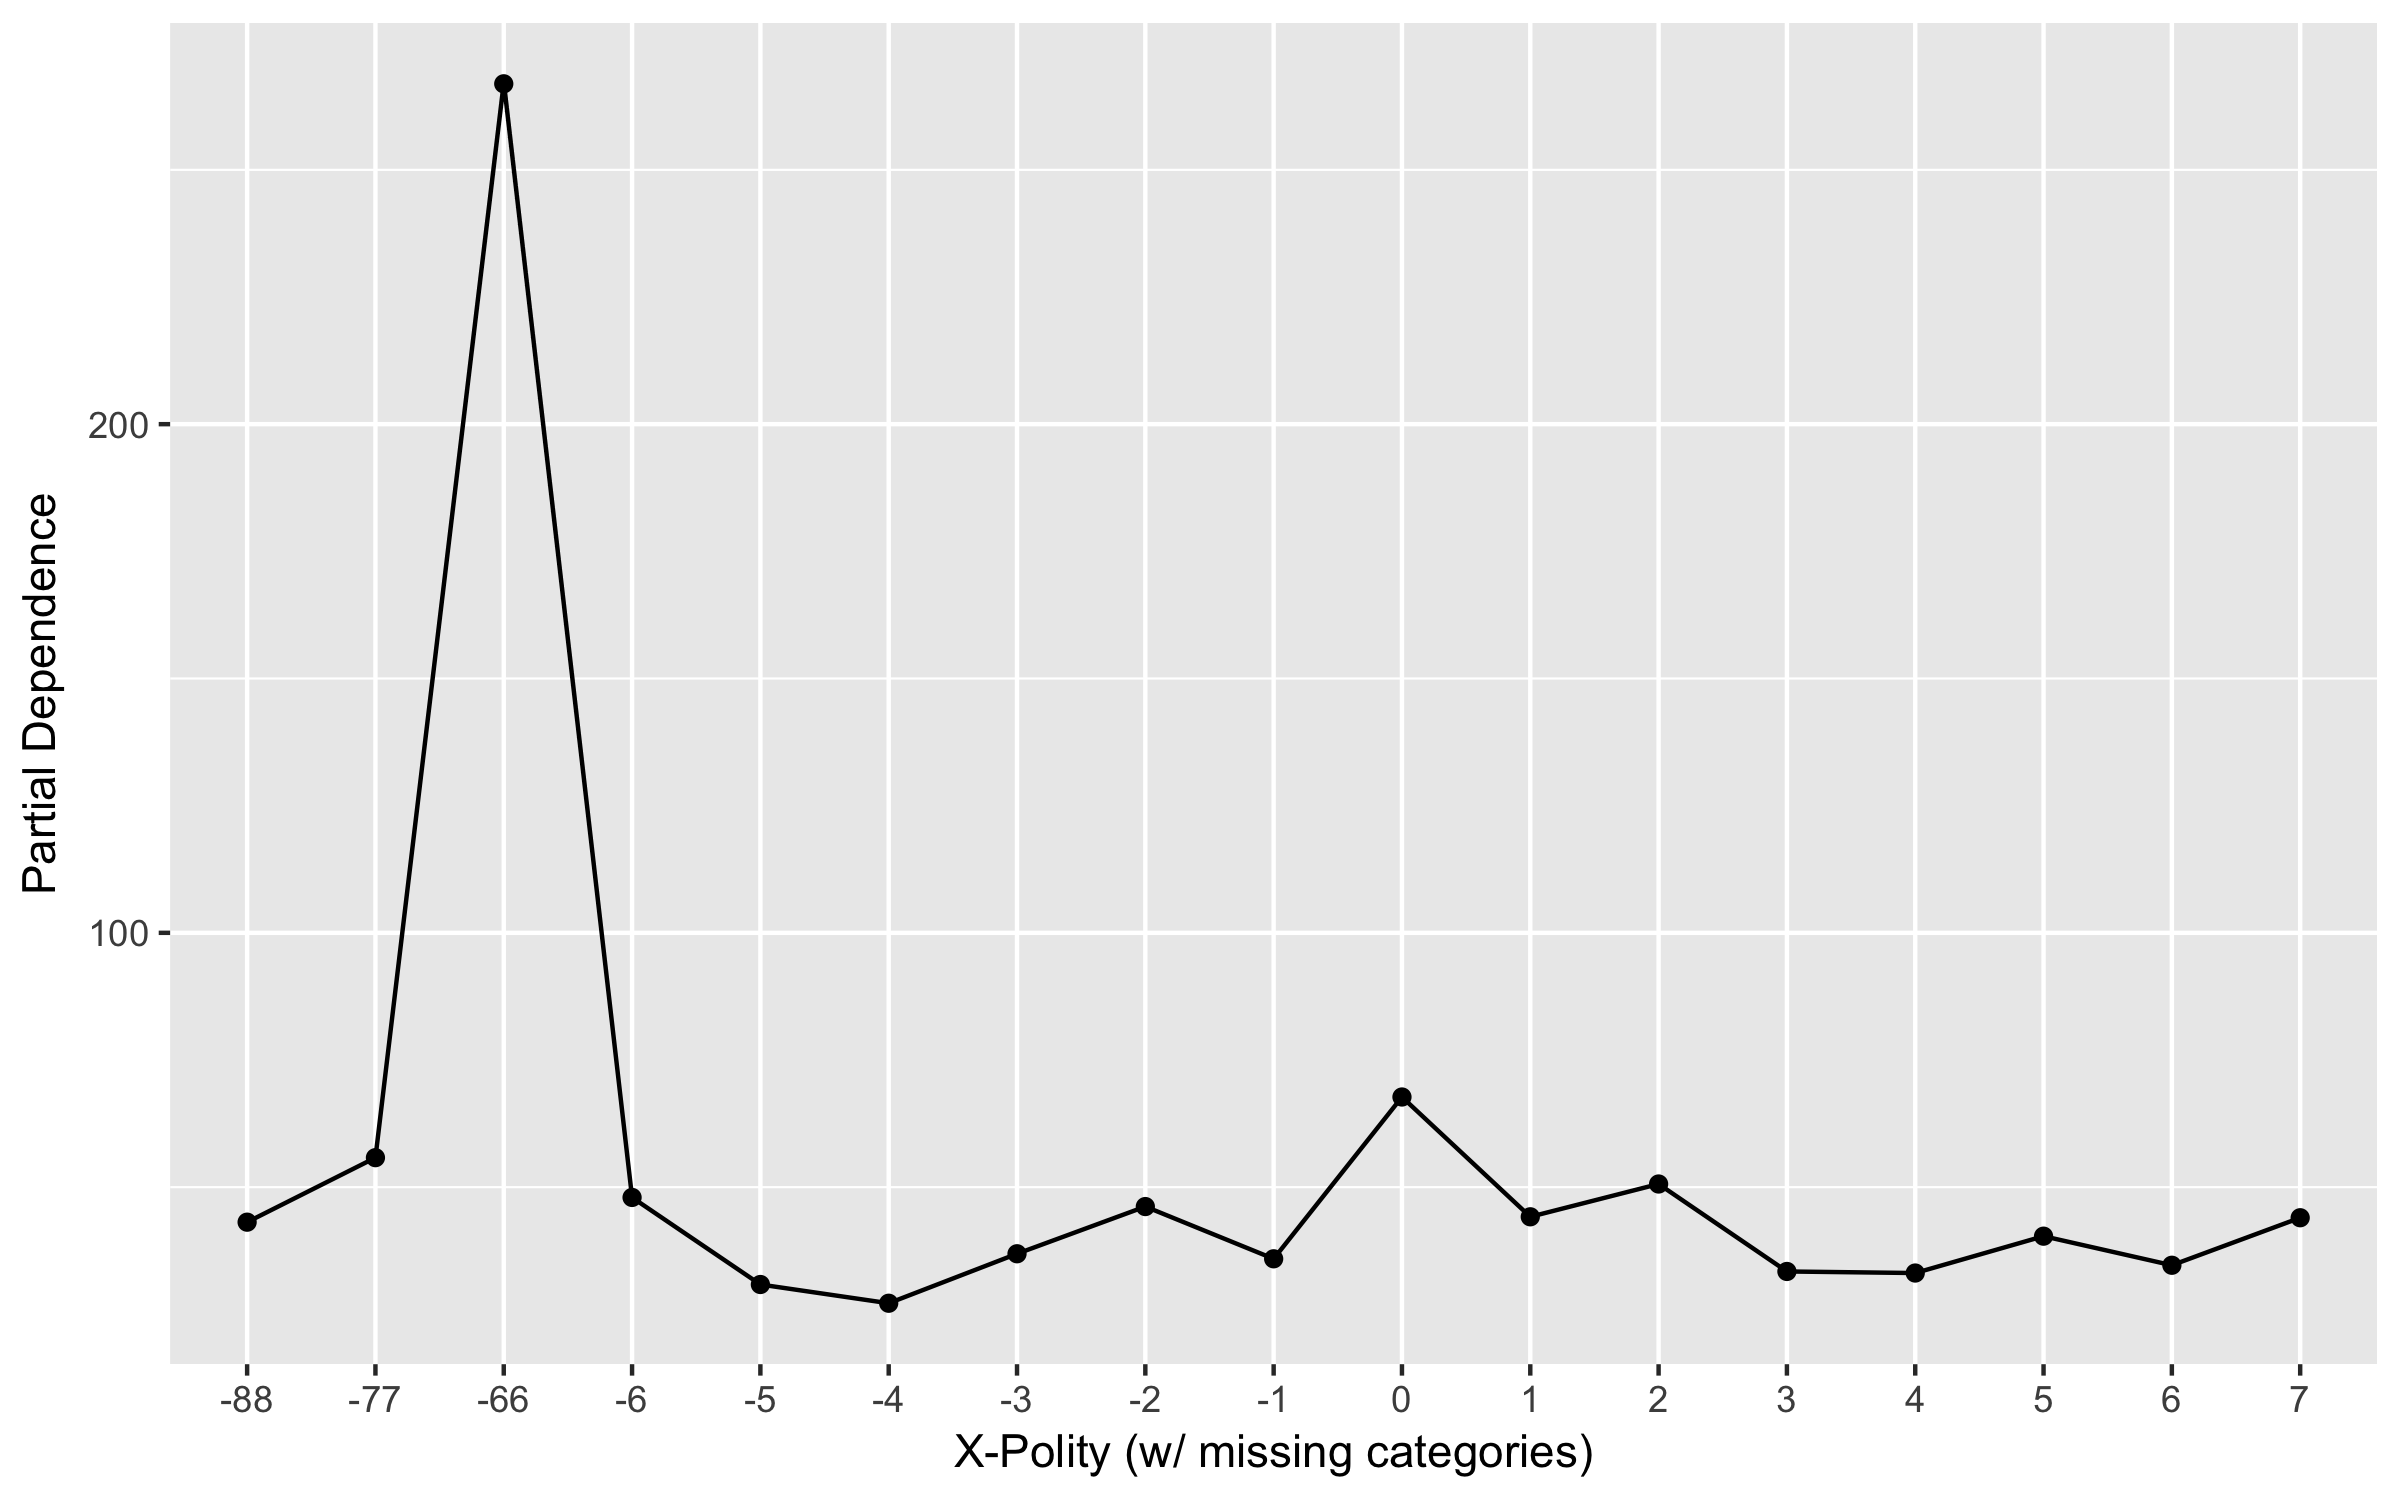 200
100
Partial Dependence
-88 -77 -66 -6 -5 -4 -3 -2 -1 0 1 2 3 4 5 6 7
X-Polity (w/ missing categories)